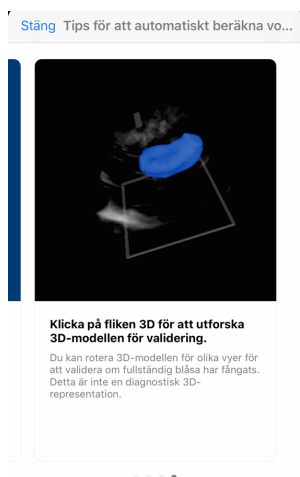 Stäng Tips för att automatiskt beräkna vo...
Klicka på fliken 3D för att utforska
3D-modellen för validering.
Du kan rotera 3D-modellen för olika vyer för
att validera om fullständig blåsa har fångats.
Detta är inte en diagnostisk 3D-
representation.